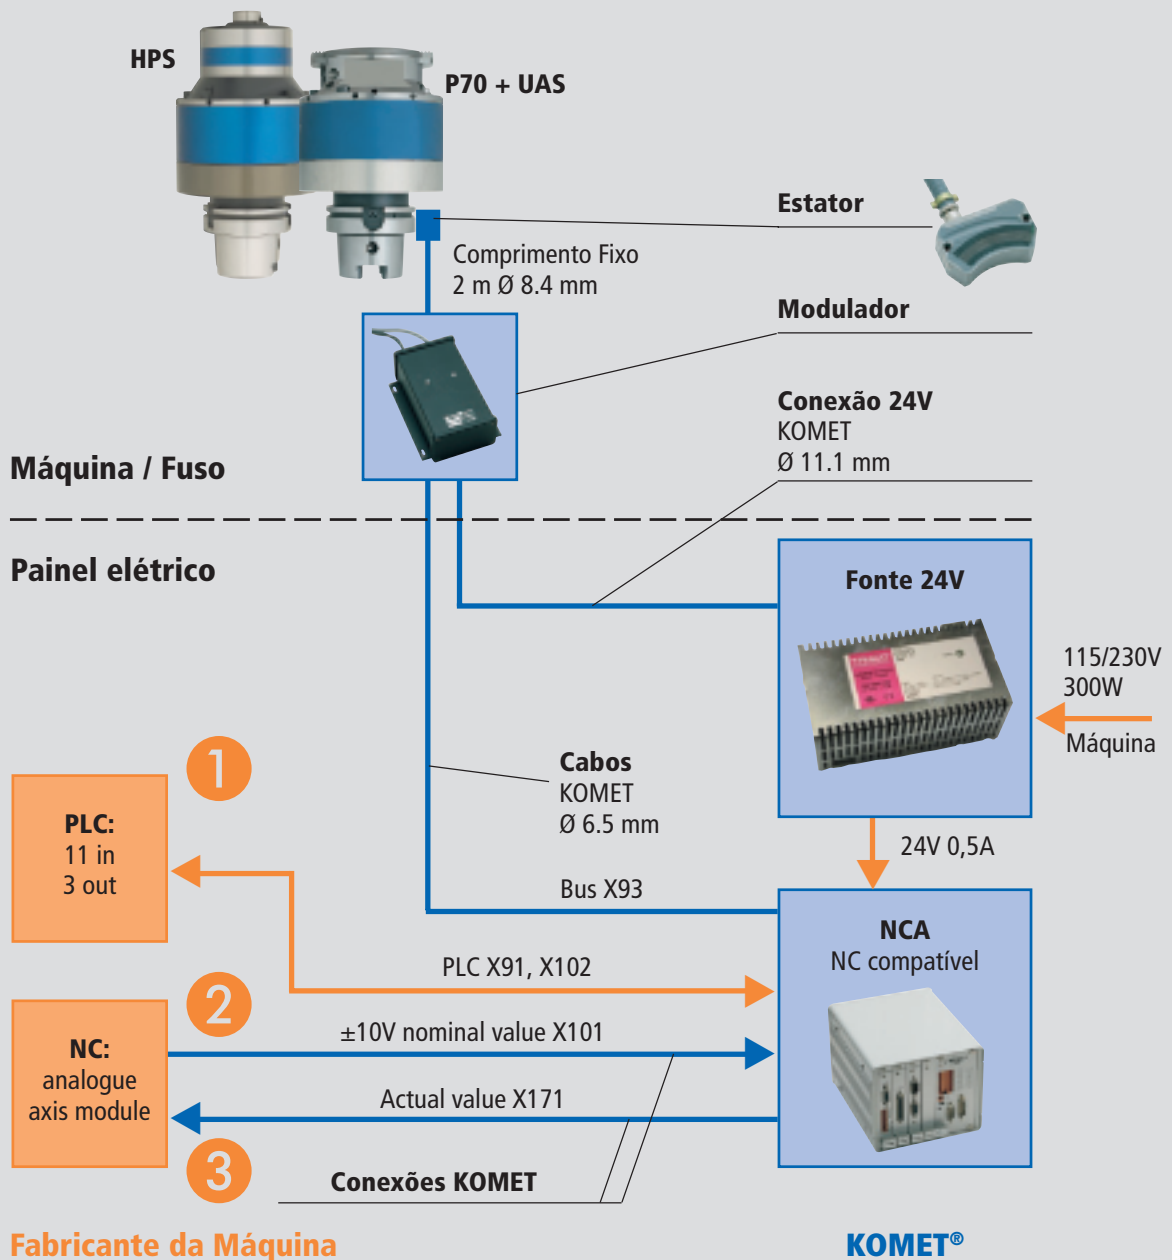 HPS
P70 + UAS
Estator
Comprimento Fixo
2 m Ø 8.4 mm
Modulador
Conexão 24V
KOMET
Ø 11.1 mm
Máquina / Fuso
Painel elétrico
Fonte 24V
115/230V
300W
Máquina
Cabos
KOMET
Ø 6.5 mm
24V 0,5A
1
PLC:
11 in
3 out
Bus X93
NCA
NC compatível
PLC X91, X102
2
NC:
analogue
axis module
±10V nominal value X101
Actual value X171
3
Conexões KOMET
Fabricante da Máquina
KOMET®